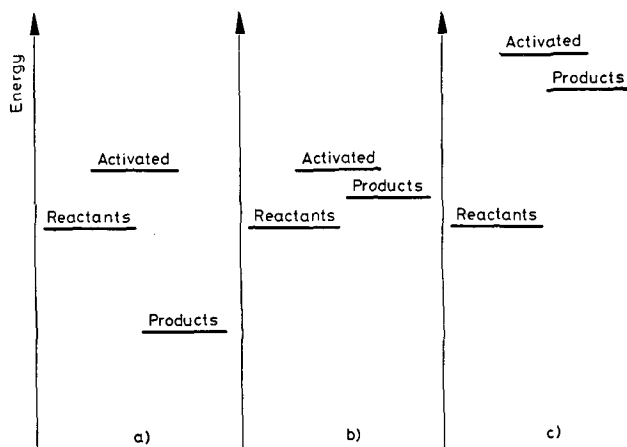 Energy
Activated
Reactants
Products
a)
Activated
Products
Reactants
b)
Activated
Products
Reactants
c)